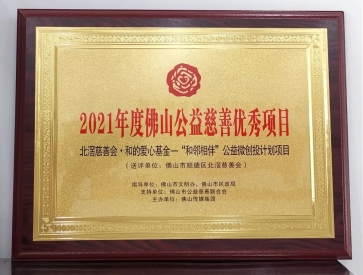 2021年度佛山公益慈善优秀项目
北滘慈善会·和的爱心基金—“和邻相伴”公益微创投计划项目
（送评单位：佛山市顺德区北滘慈善会）
指导单位：佛山市文明办、佛山市民政局
支持单位：佛山市公益慈善联合会
主办单位：佛山传媒集团